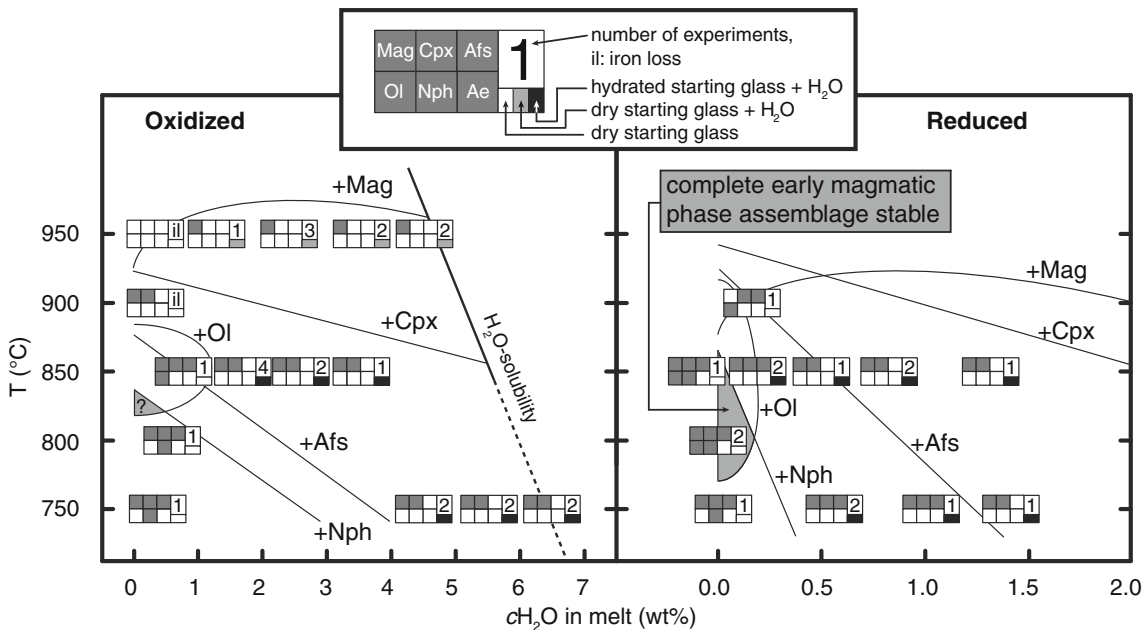 Mag Cpx Afs
Ol Nph Ae
1
number of experiments,
il: iron loss
hydrated starting glass + H₂O
dry starting glass + H₂O
dry starting glass
Oxidized
Reduced
complete early magmatic
phase assemblage stable
T (°C)
950
900
850
800
750
+Mag
il 1 3 2 2
il
+Cpx
+Ol
1 4 2 1
H₂O-solubility
?
1
+Afs
1 2 2 2
+Nph
+Mag
1
+Cpx
1 2 1 2 1
+Ol
2
+Afs
+Nph
1 2 1 1
0 1 2 3 4 5 6 7
0.0 0.5 1.0 1.5 2.0
cH₂O in melt (wt%)